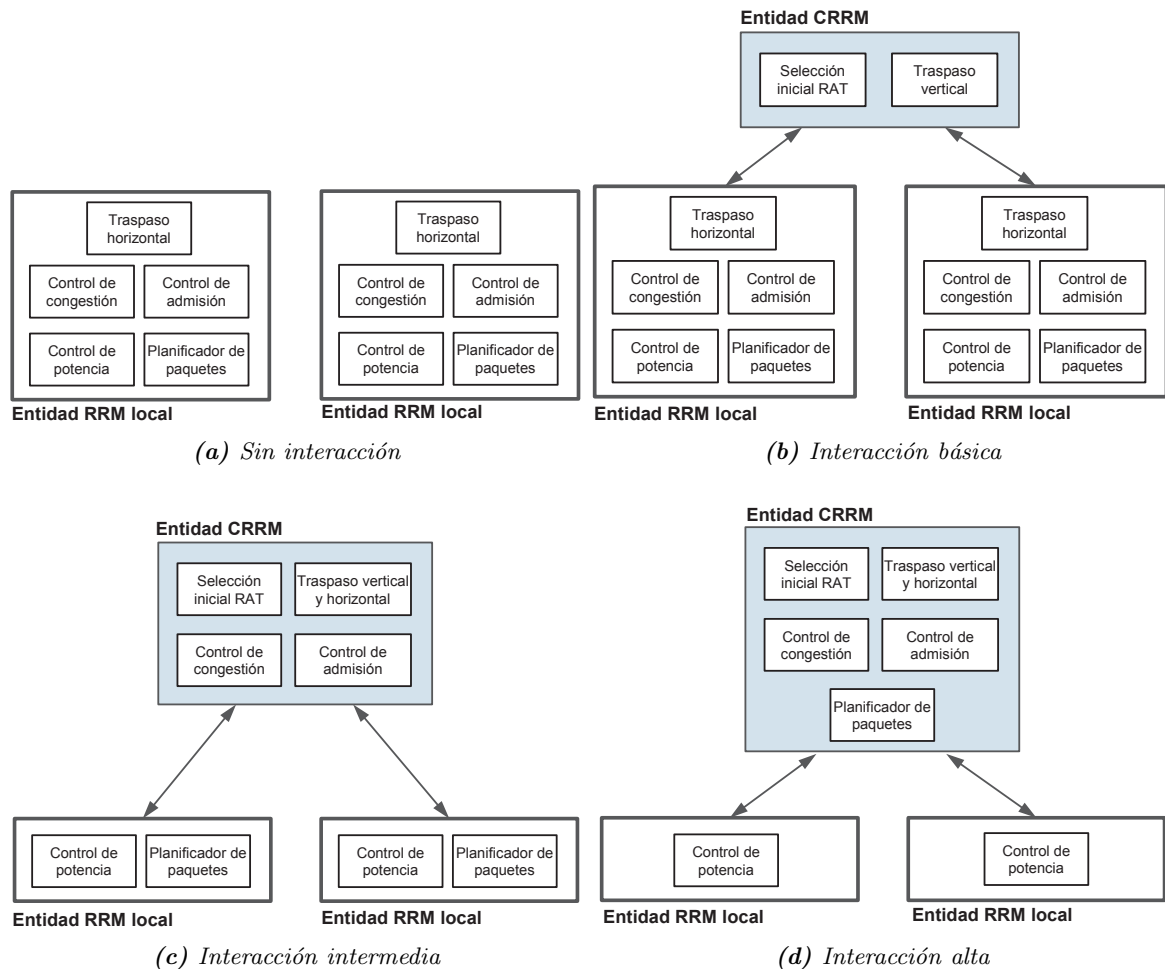 Entidad CRRM
Selección
inicial RAT
Traspaso
vertical
Traspaso
horizontal
Control de
congestión
Control de
admisión
Control de
potencia
Planificador de
paquetes
Entidad RRM local
Traspaso
horizontal
Control de
congestión
Control de
admisión
Control de
potencia
Planificador de
paquetes
Entidad RRM local
(a) Sin interacción
Traspaso
horizontal
Control de
congestión
Control de
admisión
Control de
potencia
Planificador de
paquetes
Entidad RRM local
Traspaso
horizontal
Control de
congestión
Control de
admisión
Control de
potencia
Planificador de
paquetes
Entidad RRM local
(b) Interacción básica
Entidad CRRM
Selección
inicial RAT
Traspaso vertical
y horizontal
Control de
congestión
Control de
admisión
Control de
potencia
Planificador de
paquetes
Entidad RRM local
Control de
potencia
Planificador de
paquetes
Entidad RRM local
(c) Interacción intermedia
Entidad CRRM
Selección
inicial RAT
Traspaso vertical
y horizontal
Control de
congestión
Control de
admisión
Planificador de
paquetes
Control de
potencia
Entidad RRM local
Control de
potencia
Entidad RRM local
(d) Interacción alta